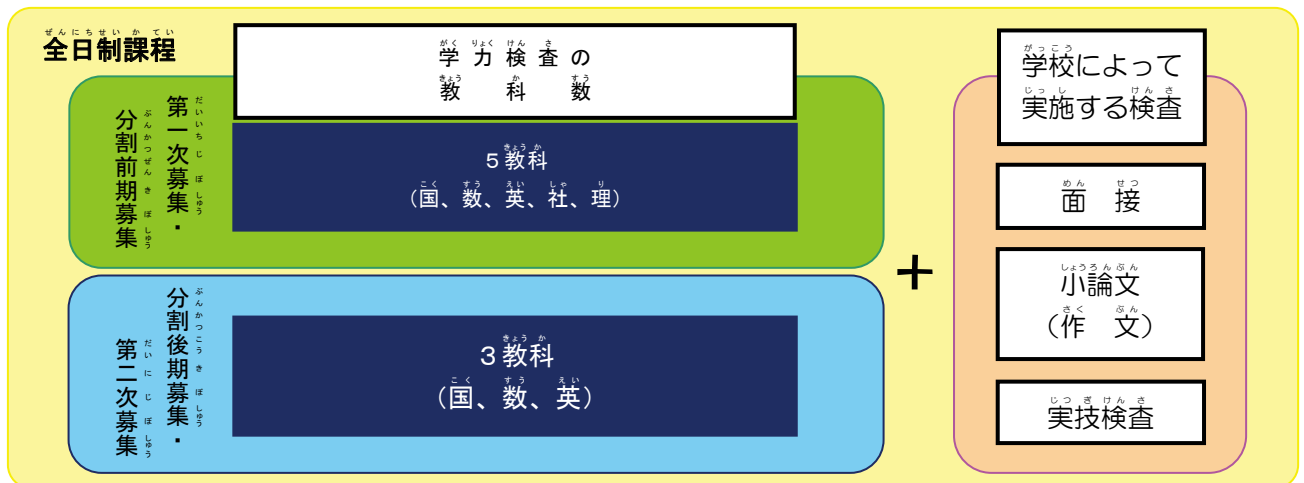 全日制課程
学力検査の
教科数
第一次募集・
分割前期募集
5教科
（国、数、英、社、理）
分割後期募集・
第二次募集
3教科
（国、数、英）
+
学校によって
実施する検査
面接
小論文
（作文）
実技検査